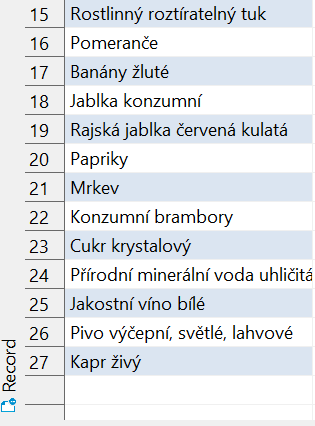 15 Rostlinný roztíratelný tuk
16 Pomeranče
17 Banány žluté
18 Jablka konzumní
19 Rajská jablka červená kulatá
20 Papriky
21 Mrkev
22 Konzumní brambory
23 Cukr krystalový
24 Přírodní minerální voda uhličitá
25 Jakostní víno bílé
26 Pivo výčepní, světlé, lahvové
27 Kapr živý
Record